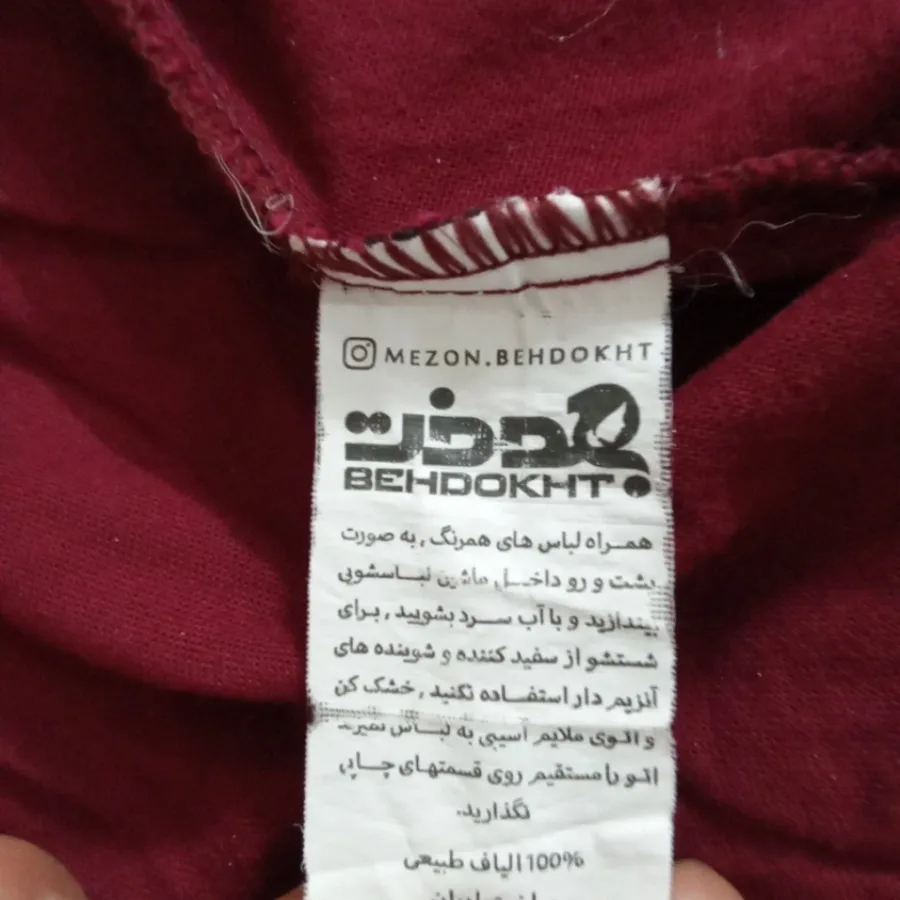 MEZON.BEHDOKHT
بهدخت
BEHDOKHT
همراه لباس های همرنگ , به صورت
پشت و رو داخل ماشین لباسشویی
بیندازید و با آب سرد بشویید , برای
شستشو از سفید کننده و شوینده های
آنزیم دار استفاده نکنید , خشک کن
و اتوی ملایم آسیبی به لباس نمیزند
اتو را مستقیم روی قسمتهای چاپی
نگذارید.
100% الیاف طبیعی